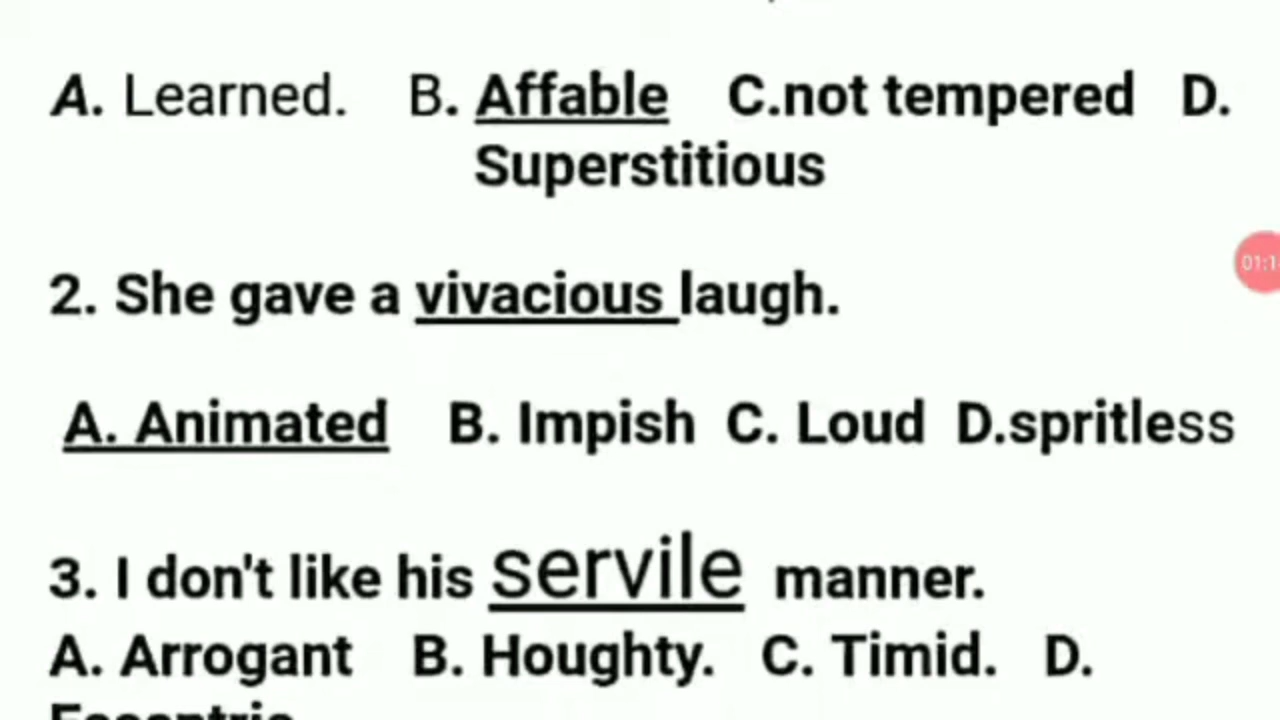 A. Learned. B. Affable C.not tempered D.
Superstitious
2. She gave a vivacious laugh.
A. Animated B. Impish C. Loud D.spritless
3. I don't like his servile manner.
A. Arrogant B. Houghty. C. Timid. D.